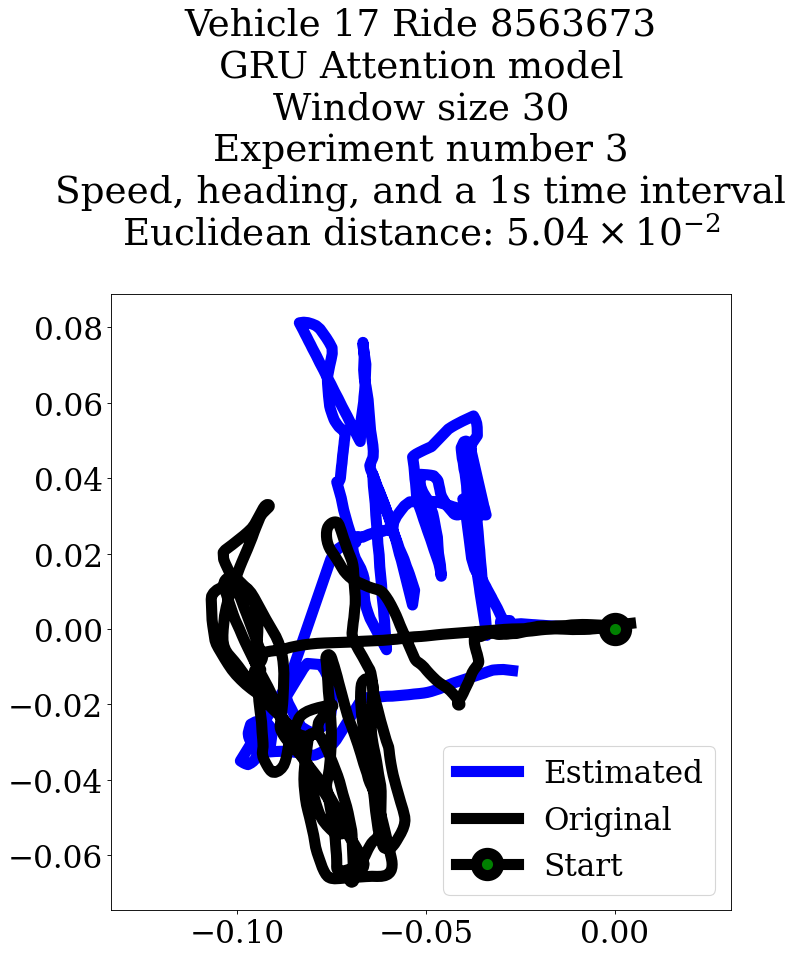 Vehicle 17 Ride 8563673
GRU Attention model
Window size 30
Experiment number 3
Speed, heading, and a 1s time interval
Euclidean distance: 5.04 × 10⁻²
0.08
0.06
0.04
0.02
0.00
−0.02
−0.04
−0.06
Estimated
Original
Start
−0.10
−0.05
0.00